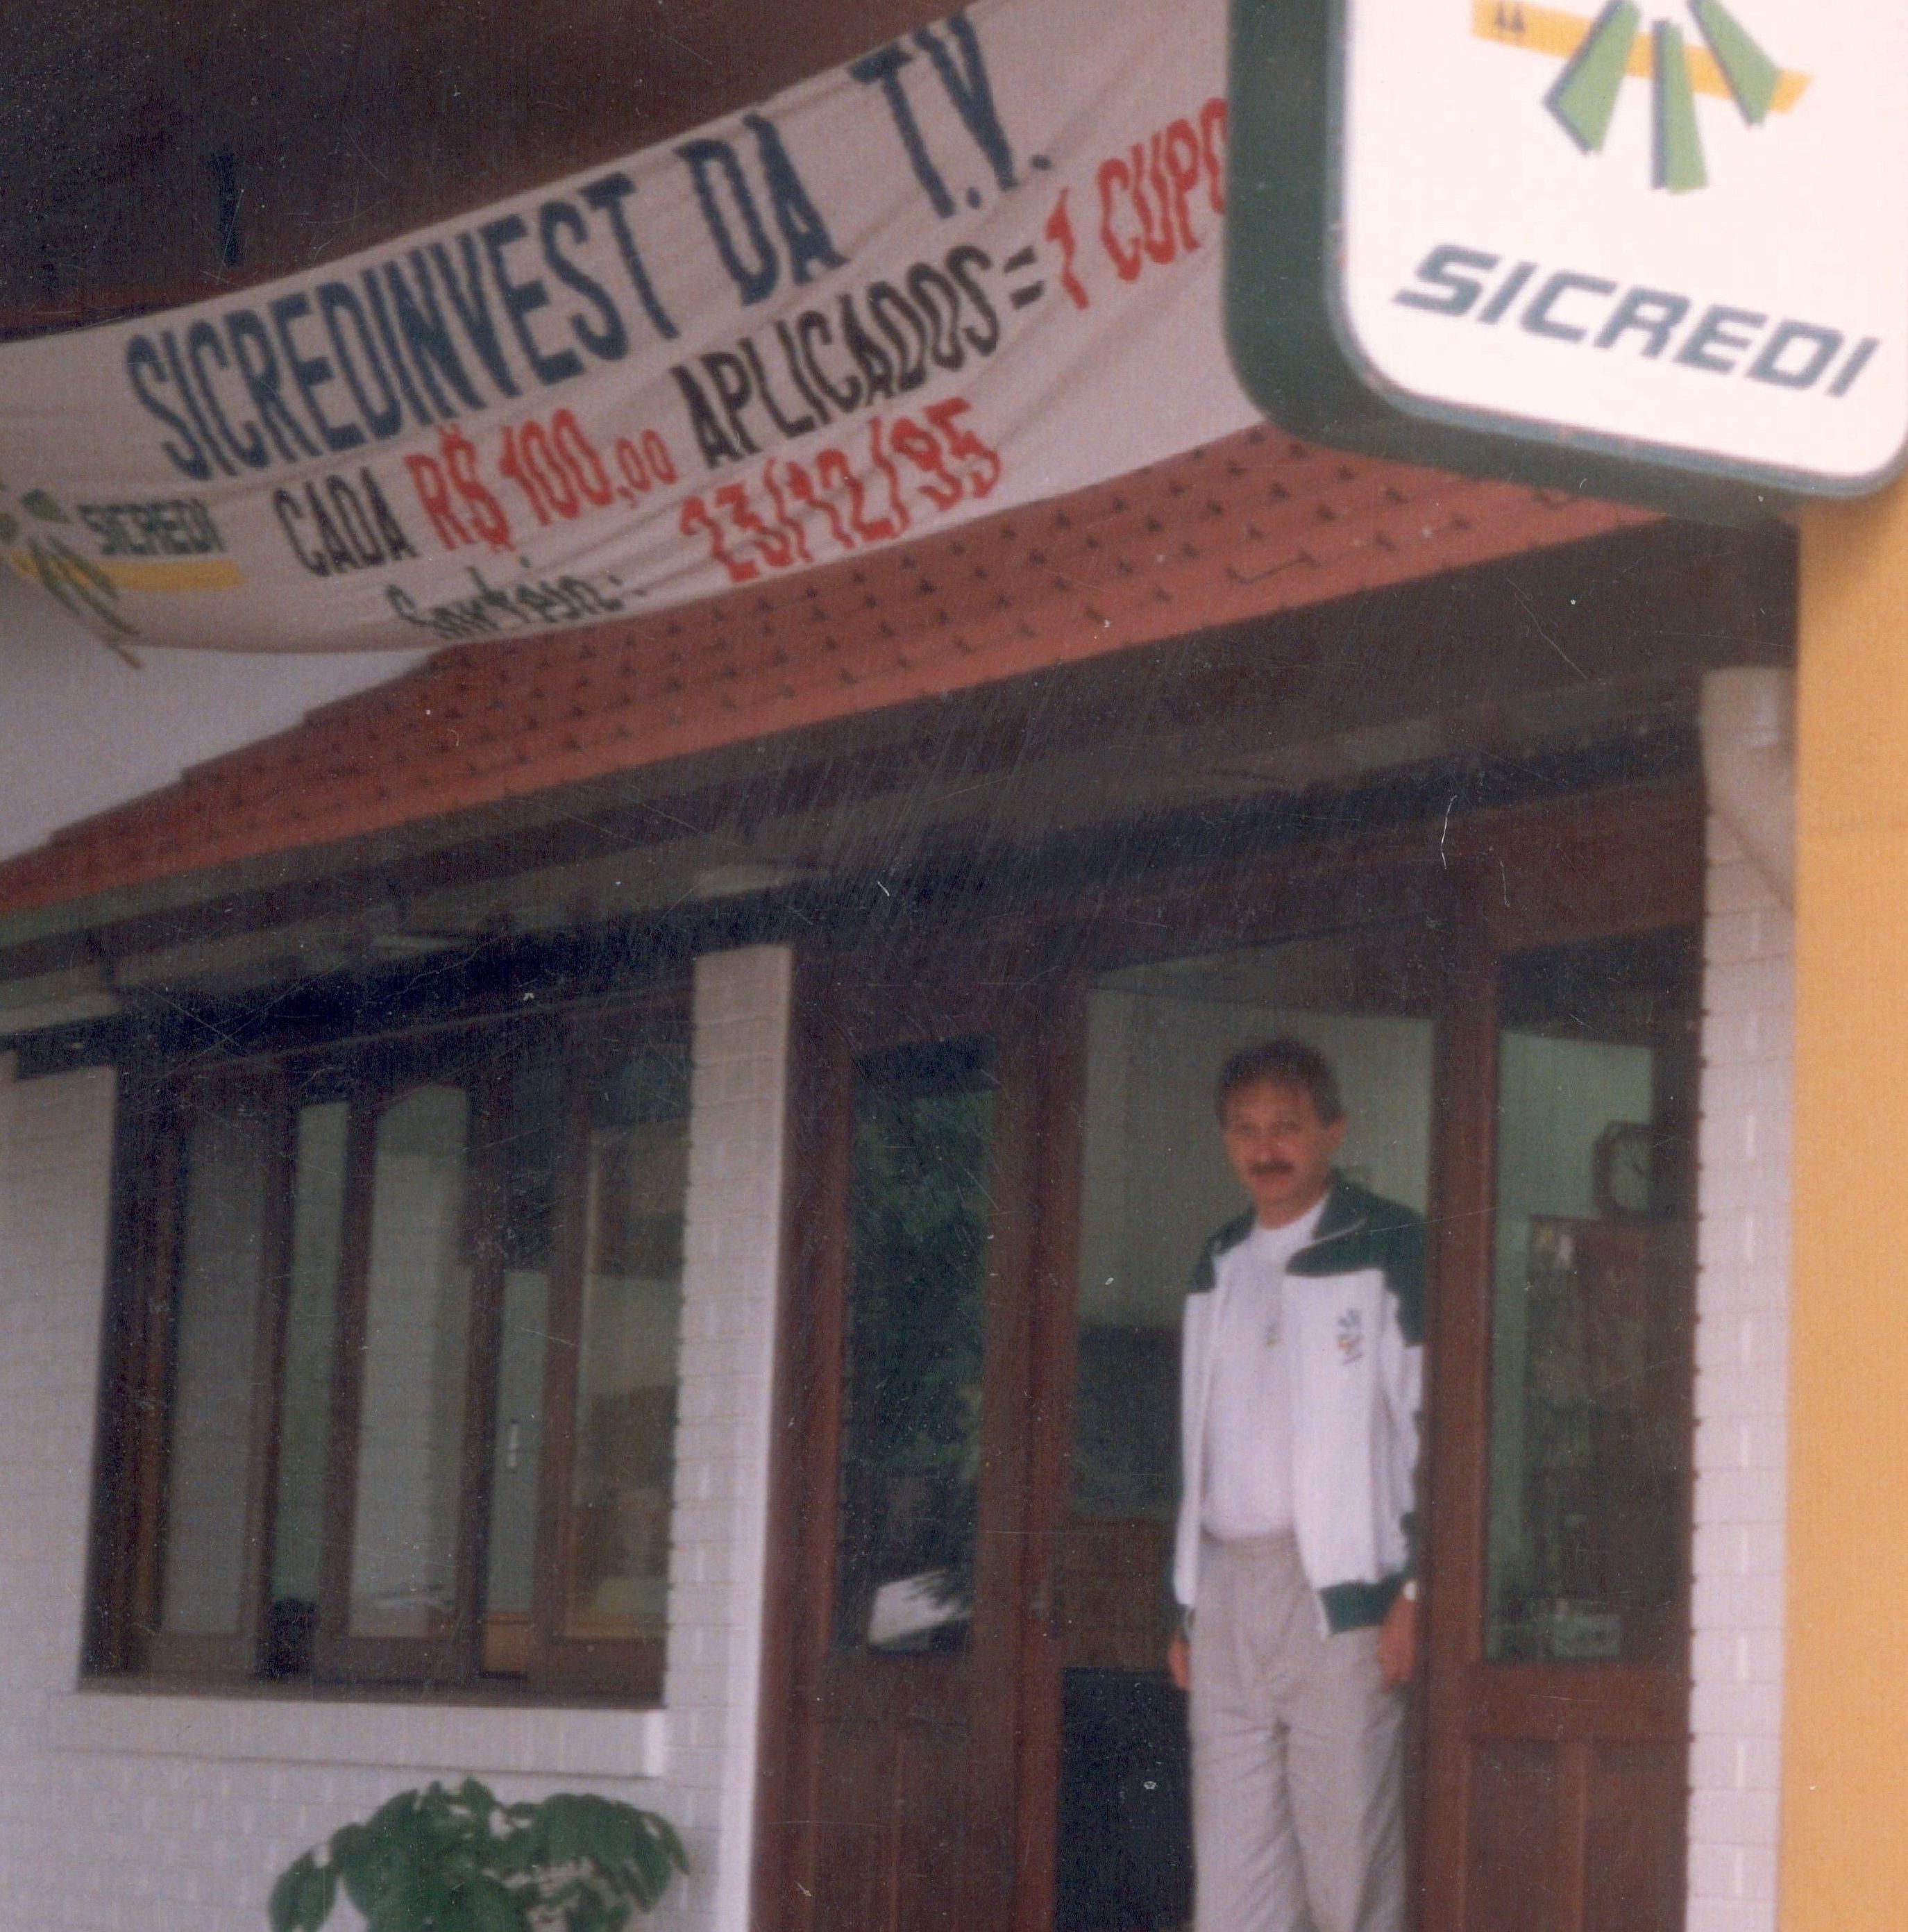 SICREDINVEST DA T.V.
CADA R$ 100,00 APLICADOS = 1 CUPO
Sorteio: 23/12/95
SICREDI
SICREDI